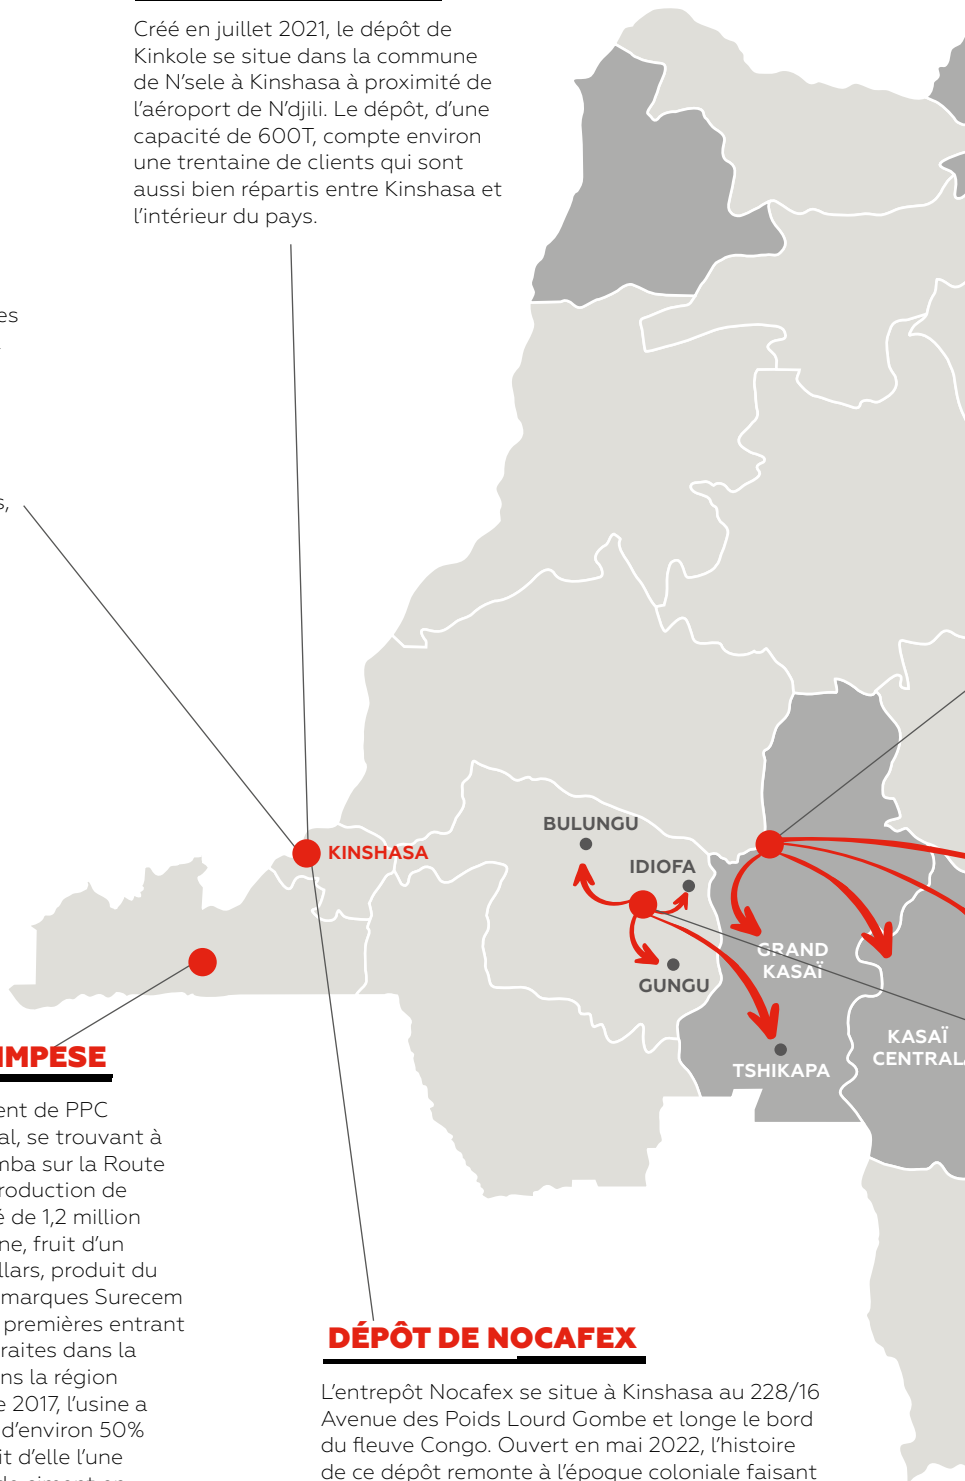 Créé en juillet 2021, le dépôt de
Kinkole se situe dans la commune
de N’sele à Kinshasa à proximité de
l’aéroport de N’djili. Le dépôt, d’une
capacité de 600T, compte environ
une trentaine de clients qui sont
aussi bien répartis entre Kinshasa et
l’intérieur du pays.
es
s,
KINSHASA
BULUNGU
IDIOFA
GUNGU
GRAND
KASAÏ
TSHIKAPA
KASAÏ
CENTRAL
IMPESE
ent de PPC
al, se trouvant à
mba sur la Route
roduction de
é de 1,2 million
ne, fruit d’un
llars, produit du
marques Surecem
premières entrant
raites dans la
ns la région
e 2017, l’usine a
d’environ 50%
it d’elle l’une
de ciment en
DÉPÔT DE NOCAFEX
L’entrepôt Nocafex se situe à Kinshasa au 228/16
Avenue des Poids Lourd Gombe et longe le bord
du fleuve Congo. Ouvert en mai 2022, l’histoire
de ce dépôt remonte à l’époque coloniale faisant